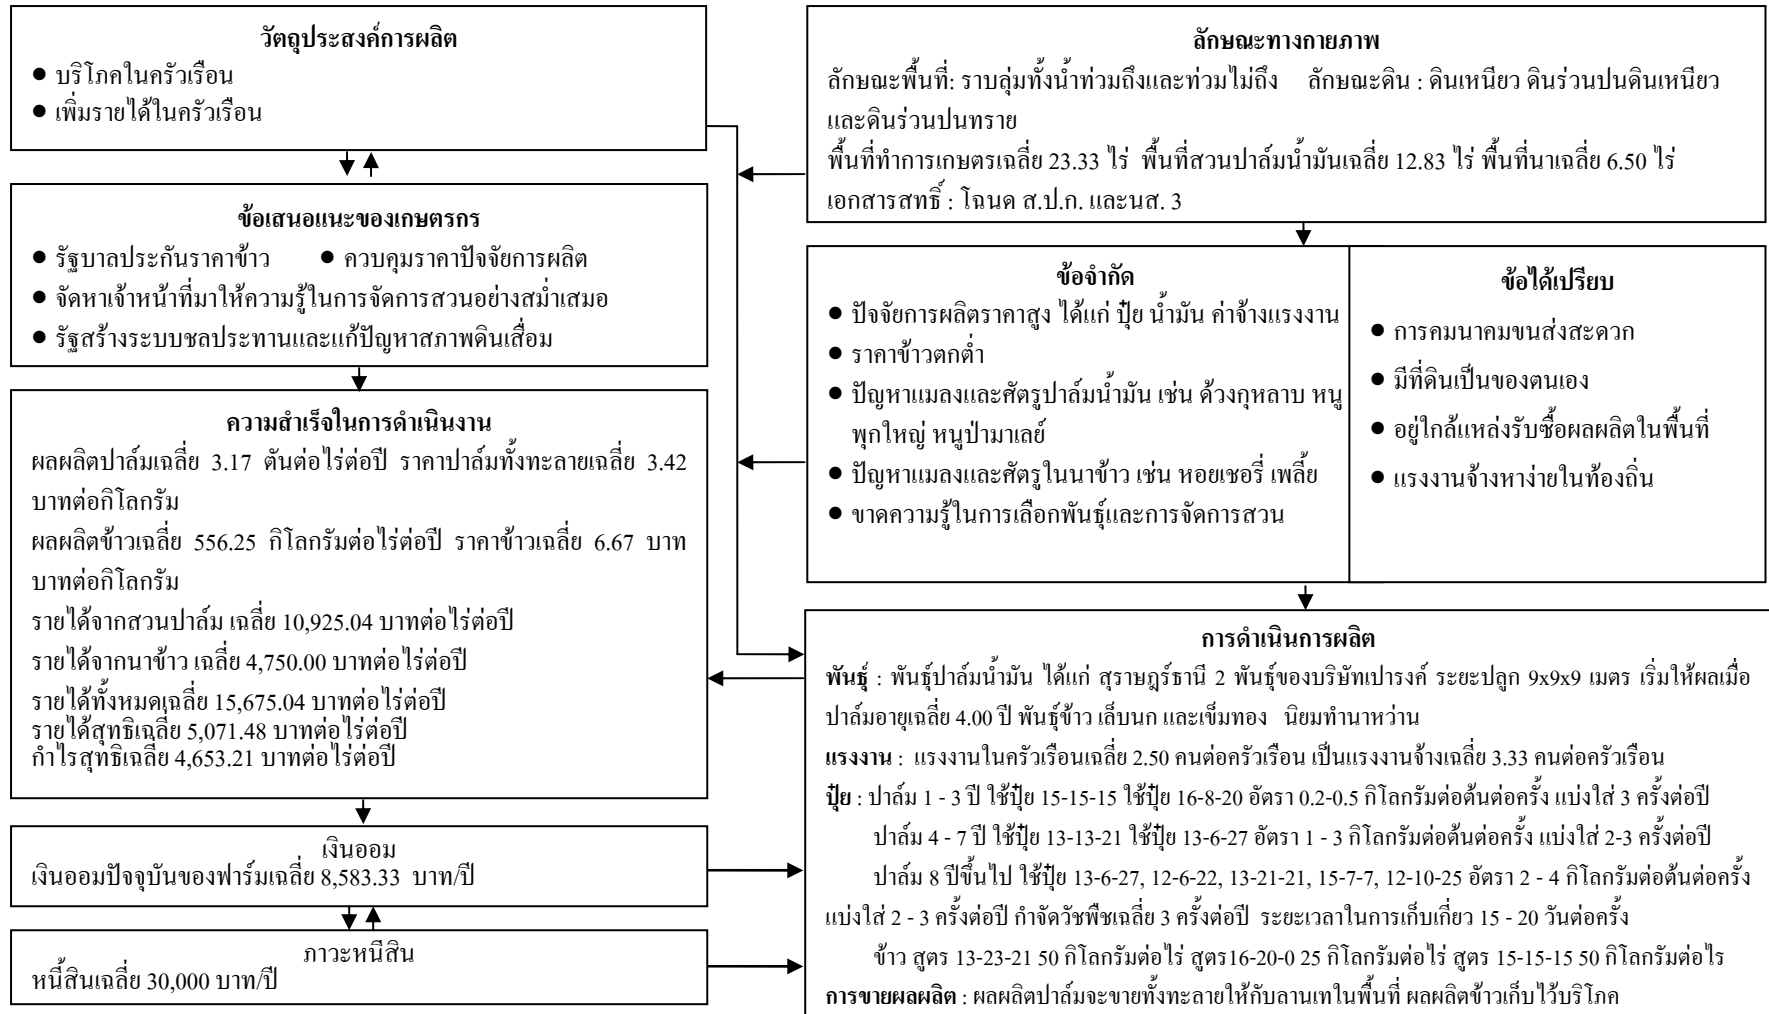 วัตถุประสงค์การผลิต
● บริโภคในครัวเรือน
● เพิ่มรายได้ในครัวเรือน
ข้อเสนอแนะของเกษตรกร
● รัฐบาลประกันราคาข้าว ● ควบคุมราคาปัจจัยการผลิต
● จัดหาเจ้าหน้าที่มาให้ความรู้ในการจัดการสวนอย่างสม่ำเสมอ
● รัฐสร้างระบบชลประทานและแก้ปัญหาสภาพดินเสื่อม
ความสำเร็จในการดำเนินงาน
ผลผลิตปาล์มเฉลี่ย 3.17 ตันต่อไร่ต่อปี ราคาปาล์มทั้งทะลายเฉลี่ย 3.42
บาทต่อกิโลกรัม
ผลผลิตข้าวเฉลี่ย 556.25 กิโลกรัมต่อไร่ต่อปี ราคาข้าวเฉลี่ย 6.67 บาท
บาทต่อกิโลกรัม
รายได้จากสวนปาล์ม เฉลี่ย 10,925.04 บาทต่อไร่ต่อปี
รายได้จากนาข้าว เฉลี่ย 4,750.00 บาทต่อไร่ต่อปี
รายได้ทั้งหมดเฉลี่ย 15,675.04 บาทต่อไร่ต่อปี
รายได้สุทธิเฉลี่ย 5,071.48 บาทต่อไร่ต่อปี
กำไรสุทธิเฉลี่ย 4,653.21 บาทต่อไร่ต่อปี
เงินออม
เงินออมปัจจุบันของฟาร์มเฉลี่ย 8,583.33 บาท/ปี
ภาวะหนี้สิน
หนี้สินเฉลี่ย 30,000 บาท/ปี
ลักษณะทางกายภาพ
ลักษณะพื้นที่: ราบลุ่มทั้งน้ำท่วมถึงและท่วมไม่ถึง ลักษณะดิน : ดินเหนียว ดินร่วนปนดินเหนียว
และดินร่วนปนทราย
พื้นที่ทำการเกษตรเฉลี่ย 23.33 ไร่ พื้นที่สวนปาล์มน้ำมันเฉลี่ย 12.83 ไร่ พื้นที่นาเฉลี่ย 6.50 ไร่
เอกสารสทธิ์ : โฉนด ส.ป.ก. และนส. 3
ข้อจำกัด
● ปัจจัยการผลิตราคาสูง ได้แก่ ปุ๋ย น้ำมัน ค่าจ้างแรงงาน
● ราคาข้าวตกต่ำ
● ปัญหาแมลงและศัตรูปาล์มน้ำมัน เช่น ด้วงกุหลาบ หนู
พุกใหญ่ หนูป่ามาเลย์
● ปัญหาแมลงและศัตรูในนาข้าว เช่น หอยเชอรี่ เพลี้ย
● ขาดความรู้ในการเลือกพันธุ์และการจัดการสวน
ข้อได้เปรียบ
● การคมนาคมขนส่งสะดวก
● มีที่ดินเป็นของตนเอง
● อยู่ใกล้แหล่งรับซื้อผลผลิตในพื้นที่
● แรงงานจ้างหาง่ายในท้องถิ่น
การดำเนินการผลิต
พันธุ์ : พันธุ์ปาล์มน้ำมัน ได้แก่ สุราษฎร์ธานี 2 พันธุ์ของบริษัทเปารงค์ ระยะปลูก 9x9x9 เมตร เริ่มให้ผลเมื่อ
ปาล์มอายุเฉลี่ย 4.00 ปี พันธุ์ข้าว เล็บนก และเข็มทอง นิยมทำนาหว่าน
แรงงาน : แรงงานในครัวเรือนเฉลี่ย 2.50 คนต่อครัวเรือน เป็นแรงงานจ้างเฉลี่ย 3.33 คนต่อครัวเรือน
ปุ๋ย : ปาล์ม 1 - 3 ปี ใช้ปุ๋ย 15-15-15 ใช้ปุ๋ย 16-8-20 อัตรา 0.2-0.5 กิโลกรัมต่อต้นต่อครั้ง แบ่งใส่ 3 ครั้งต่อปี
ปาล์ม 4 - 7 ปี ใช้ปุ๋ย 13-13-21 ใช้ปุ๋ย 13-6-27 อัตรา 1 - 3 กิโลกรัมต่อต้นต่อครั้ง แบ่งใส่ 2-3 ครั้งต่อปี
ปาล์ม 8 ปีขึ้นไป ใช้ปุ๋ย 13-6-27, 12-6-22, 13-21-21, 15-7-7, 12-10-25 อัตรา 2 - 4 กิโลกรัมต่อต้นต่อครั้ง
แบ่งใส่ 2 - 3 ครั้งต่อปี กำจัดวัชพืชเฉลี่ย 3 ครั้งต่อปี ระยะเวลาในการเก็บเกี่ยว 15 - 20 วันต่อครั้ง
ข้าว สูตร 13-23-21 50 กิโลกรัมต่อไร่ สูตร16-20-0 25 กิโลกรัมต่อไร่ สูตร 15-15-15 50 กิโลกรัมต่อไร
การขายผลผลิต : ผลผลิตปาล์มจะขายทั้งทะลายให้กับลานเทในพื้นที่ ผลผลิตข้าวเก็บไว้บริโภค